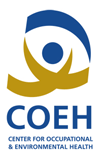 COEH
CENTER FOR OCCUPATIONAL
& ENVIRONMENTAL HEALTH